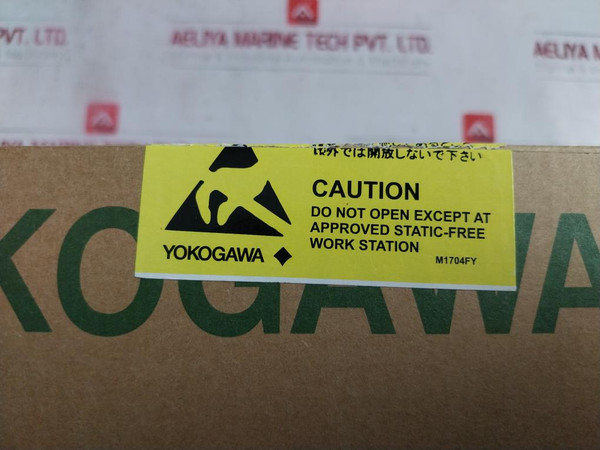 PVT. LTD.
AELIYA MARINE TECH PVT. LTD.
AELIYA MARI
以外では開放しないで下さい
CAUTION
DO NOT OPEN EXCEPT AT
APPROVED STATIC-FREE
WORK STATION
M1704FY
YOKOGAWA
KOGAWA